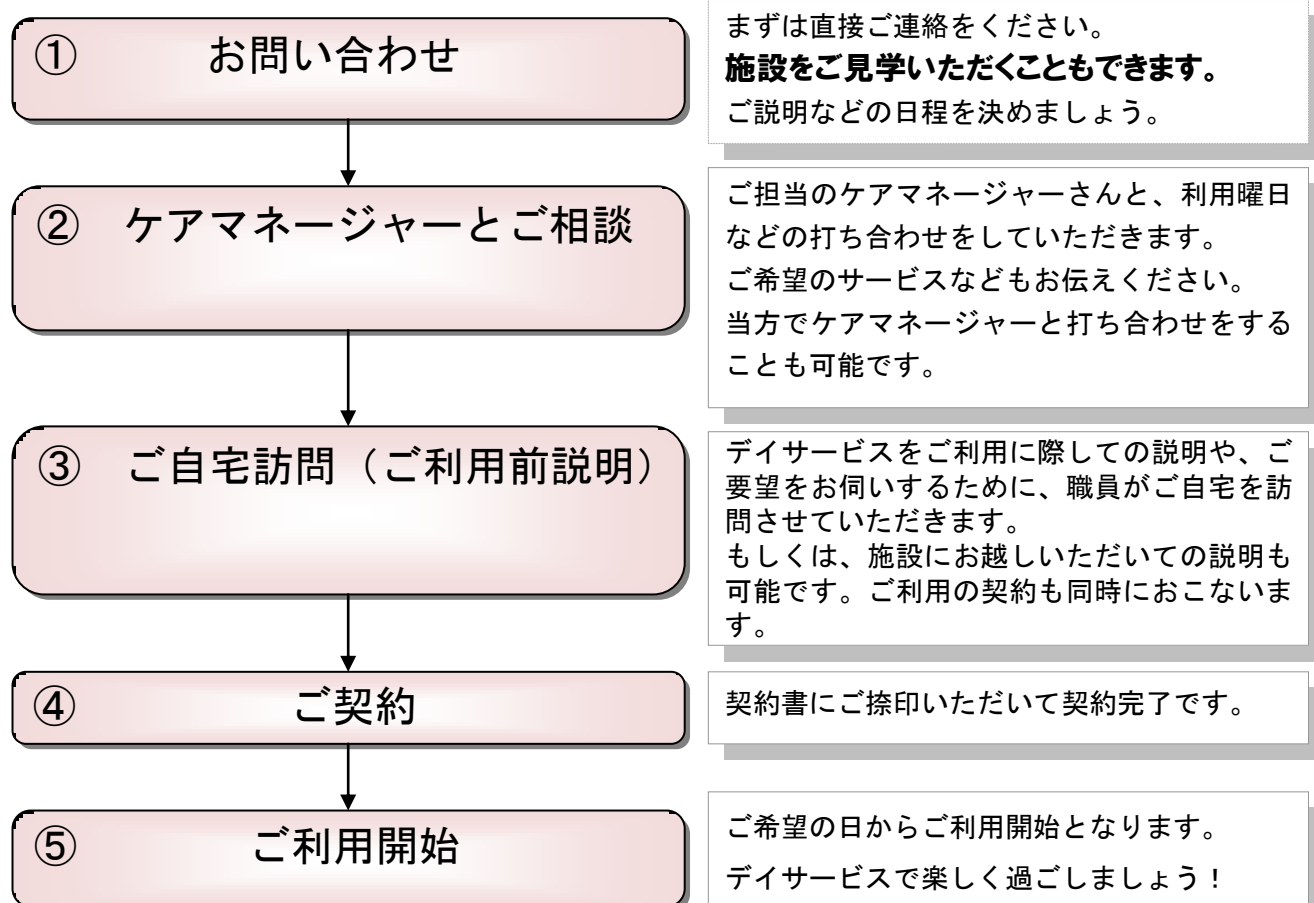 ① お問い合わせ
まずは直接ご連絡をください。
施設をご見学いただくこともできます。
ご説明などの日程を決めましょう。
② ケアマネージャーとご相談
ご担当のケアマネージャーさんと、利用曜日
などの打ち合わせをしていただきます。
ご希望のサービスなどもお伝えください。
当方でケアマネージャーと打ち合わせをする
ことも可能です。
③ ご自宅訪問（ご利用前説明）
デイサービスをご利用に際しての説明や、ご
要望をお伺いするために、職員がご自宅を訪
問させていただきます。
もしくは、施設にお越しいただいての説明も
可能です。ご利用の契約も同時におこないま
す。
④ ご契約
契約書にご捺印いただいて契約完了です。
⑤ ご利用開始
ご希望の日からご利用開始となります。
デイサービスで楽しく過ごしましょう！